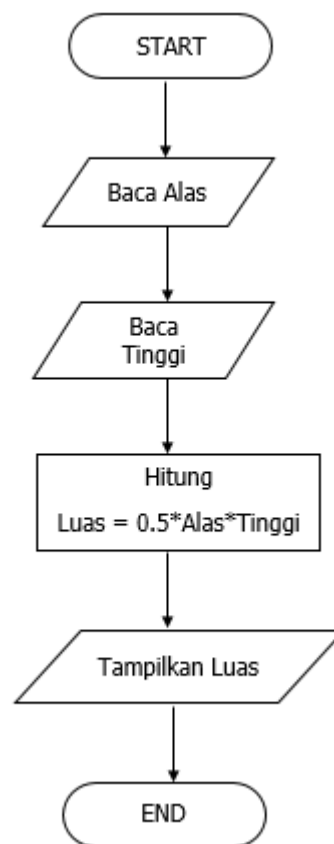 START
Baca Alas
Baca
Tinggi
Hitung
Luas = 0.5*Alas*Tinggi
Tampilkan Luas
END